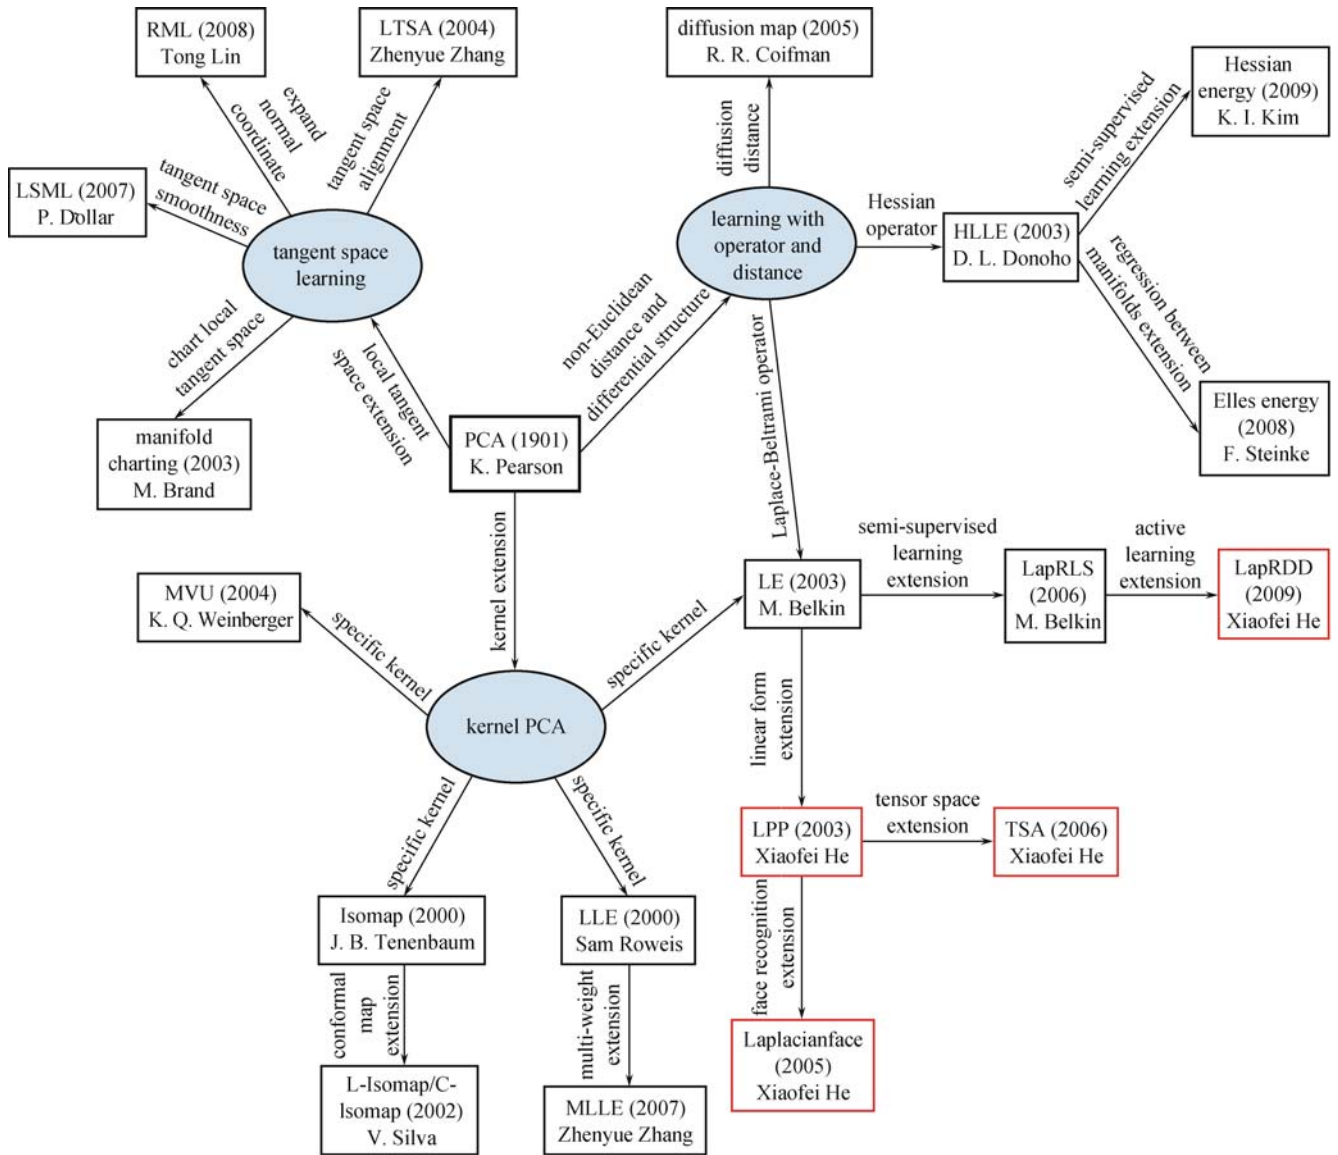 RML (2008)
Tong Lin
LTSA (2004)
Zhenyue Zhang
diffusion map (2005)
R. R. Coifman
Hessian
energy (2009)
K. I. Kim
expand
normal
coordinate
tangent space
alignment
diffusion
distance
semi-supervised
learning extension
LSML (2007)
P. Dollar
tangent space
smoothness
tangent space
learning
learning with
operator and
distance
Hessian
operator
HLLE (2003)
D. L. Donoho
regression between
manifolds extension
chart local
tangent space
local tangent
space extension
non-Euclidean
distance and
differential structure
Laplace-Beltrami operator
Elles energy
(2008)
F. Steinke
manifold
charting (2003)
M. Brand
PCA (1901)
K. Pearson
kernel extension
MVU (2004)
K. Q. Weinberger
specific kernel
specific kernel
LE (2003)
M. Belkin
semi-supervised
learning
extension
LapRLS
(2006)
M. Belkin
active
learning
extension
LapRDD
(2009)
Xiaofei He
kernel PCA
linear form
extension
specific kernel
specific kernel
LPP (2003)
Xiaofei He
tensor space
extension
TSA (2006)
Xiaofei He
Isomap (2000)
J. B. Tenenbaum
LLE (2000)
Sam Roweis
face recognition
extension
conformal
map
extension
multi-weight
extension
Laplacianface
(2005)
Xiaofei He
L-Isomap/C-
Isomap (2002)
V. Silva
MLLE (2007)
Zhenyue Zhang